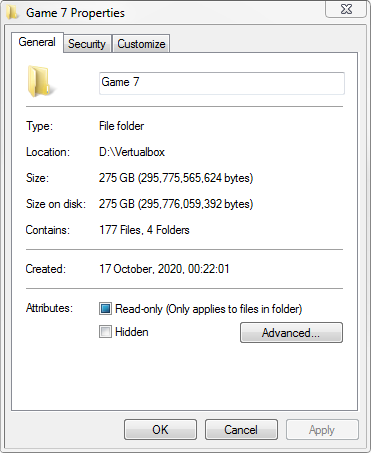 Game 7 Properties
General Security Customize
Game 7
Type: File folder
Location: D:\Vertualbox
Size: 275 GB (295,775,565,624 bytes)
Size on disk: 275 GB (295,776,059,392 bytes)
Contains: 177 Files, 4 Folders
Created: 17 October, 2020, 00:22:01
Attributes: Read-only (Only applies to files in folder)
Hidden Advanced...
OK Cancel Apply